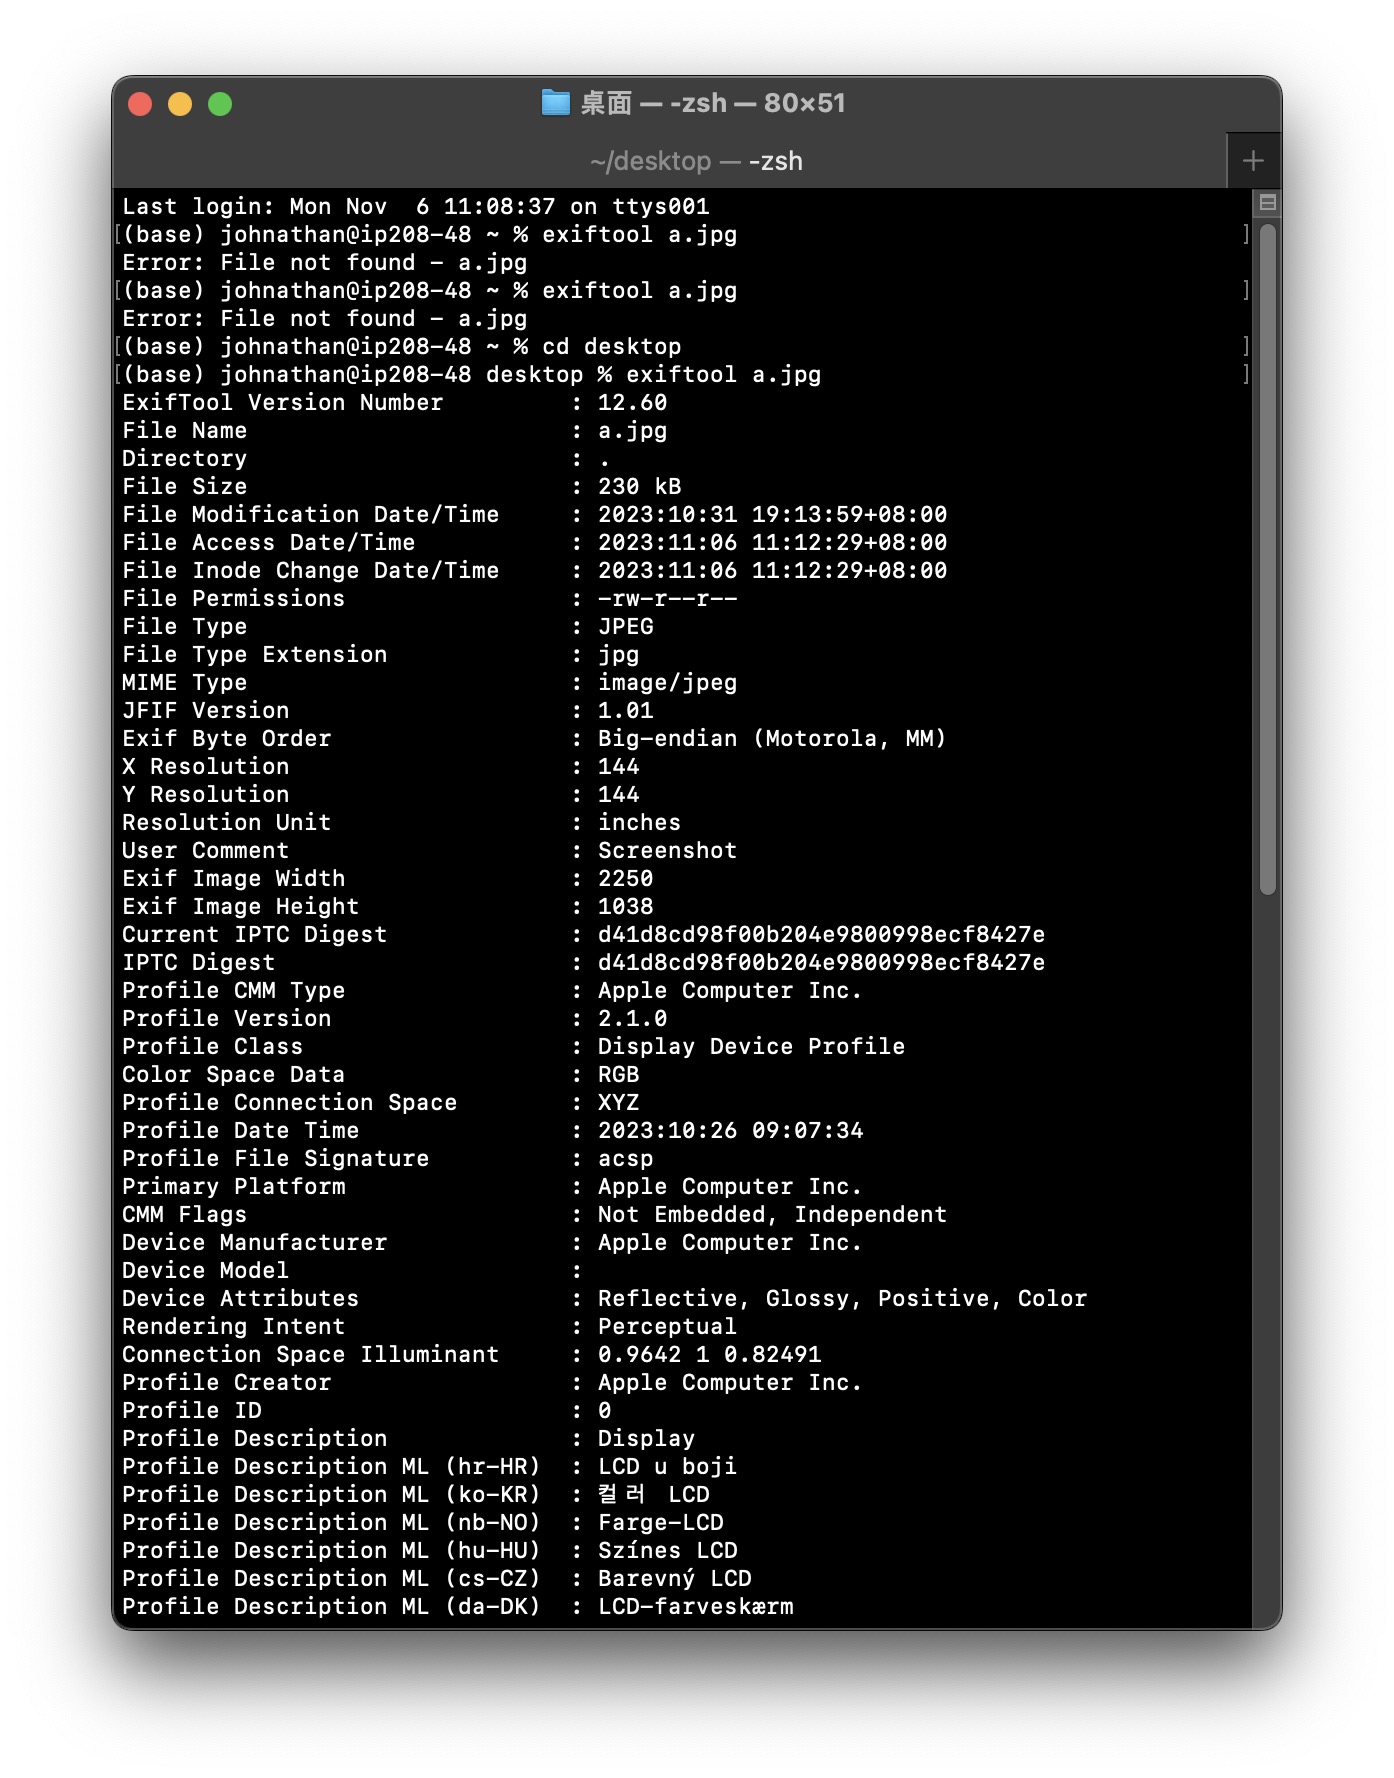 桌面 — -zsh — 80×51
~/desktop — -zsh
Last login: Mon Nov  6 11:08:37 on ttys001
[(base) johnathan@ip208-48 ~ % exiftool a.jpg ]
Error: File not found - a.jpg
[(base) johnathan@ip208-48 ~ % exiftool a.jpg ]
Error: File not found - a.jpg
[(base) johnathan@ip208-48 ~ % cd desktop ]
[(base) johnathan@ip208-48 desktop % exiftool a.jpg ]
ExifTool Version Number         : 12.60
File Name                       : a.jpg
Directory                       : .
File Size                       : 230 kB
File Modification Date/Time     : 2023:10:31 19:13:59+08:00
File Access Date/Time           : 2023:11:06 11:12:29+08:00
File Inode Change Date/Time     : 2023:11:06 11:12:29+08:00
File Permissions                : -rw-r--r--
File Type                       : JPEG
File Type Extension             : jpg
MIME Type                       : image/jpeg
JFIF Version                    : 1.01
Exif Byte Order                 : Big-endian (Motorola, MM)
X Resolution                    : 144
Y Resolution                    : 144
Resolution Unit                 : inches
User Comment                    : Screenshot
Exif Image Width                : 2250
Exif Image Height               : 1038
Current IPTC Digest             : d41d8cd98f00b204e9800998ecf8427e
IPTC Digest                     : d41d8cd98f00b204e9800998ecf8427e
Profile CMM Type                : Apple Computer Inc.
Profile Version                 : 2.1.0
Profile Class                   : Display Device Profile
Color Space Data                : RGB
Profile Connection Space        : XYZ
Profile Date Time               : 2023:10:26 09:07:34
Profile File Signature          : acsp
Primary Platform                : Apple Computer Inc.
CMM Flags                       : Not Embedded, Independent
Device Manufacturer             : Apple Computer Inc.
Device Model                    :
Device Attributes               : Reflective, Glossy, Positive, Color
Rendering Intent                : Perceptual
Connection Space Illuminant     : 0.9642 1 0.82491
Profile Creator                 : Apple Computer Inc.
Profile ID                      : 0
Profile Description             : Display
Profile Description ML (hr-HR)  : LCD u boji
Profile Description ML (ko-KR)  : 컬러 LCD
Profile Description ML (nb-NO)  : Farge-LCD
Profile Description ML (hu-HU)  : Színes LCD
Profile Description ML (cs-CZ)  : Barevný LCD
Profile Description ML (da-DK)  : LCD-farveskærm